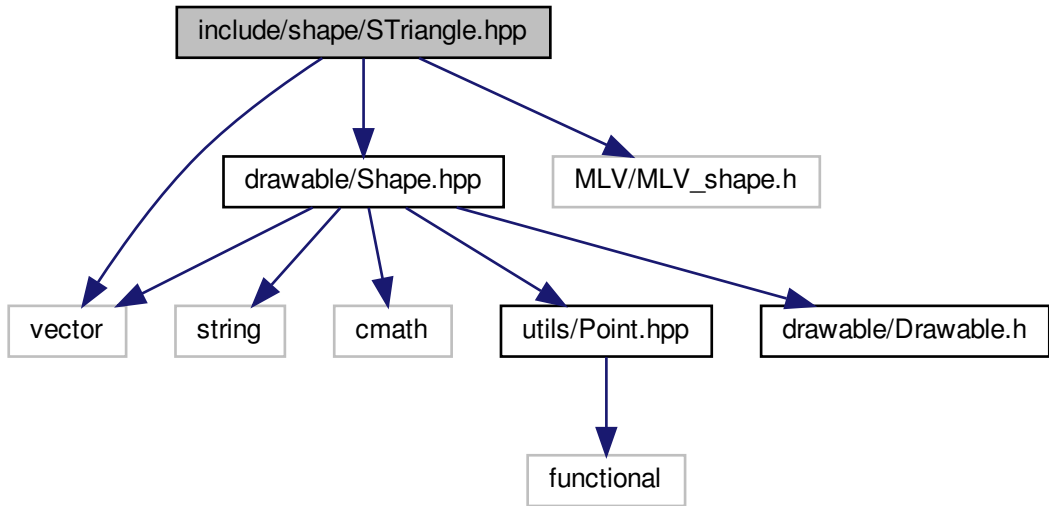 include/shape/STriangle.hpp
drawable/Shape.hpp
MLV/MLV_shape.h
vector
string
cmath
utils/Point.hpp
drawable/Drawable.h
functional